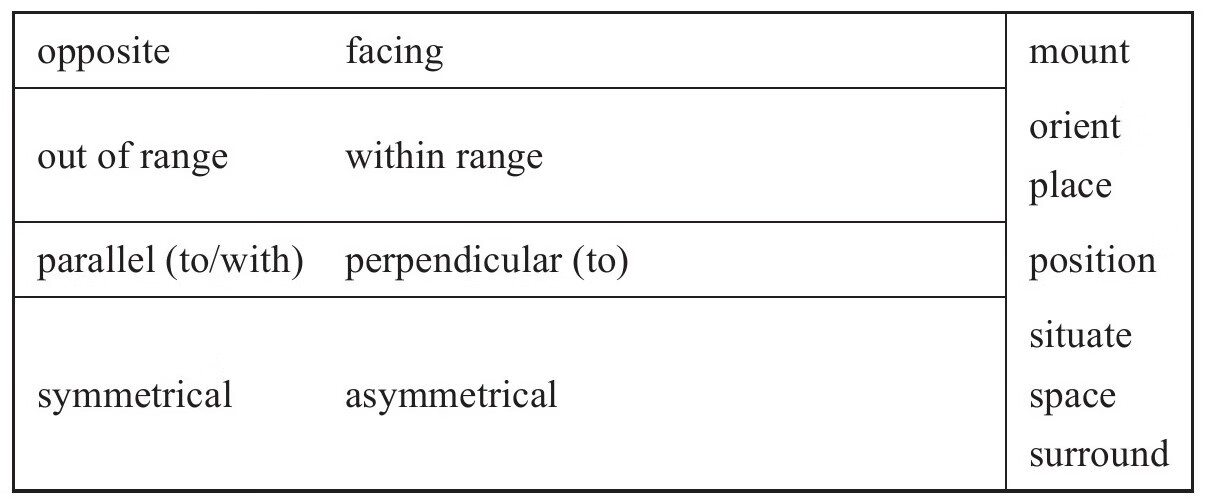 opposite facing mount
orient
out of range within range
place
parallel (to/with) perpendicular (to) position
situate
symmetrical asymmetrical space
surround